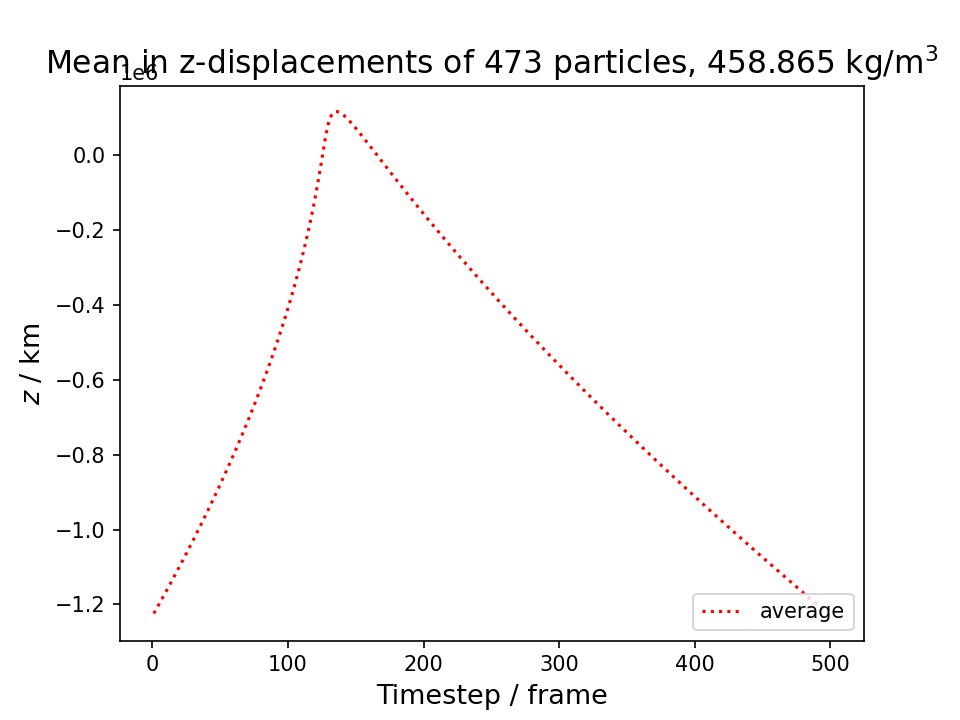 Mean in z-displacements of 473 particles, 458.865 kg/m³
1e6
0.0
−0.2
−0.4
−0.6
−0.8
−1.0
−1.2
z / km
0 100 200 300 400 500
Timestep / frame
average